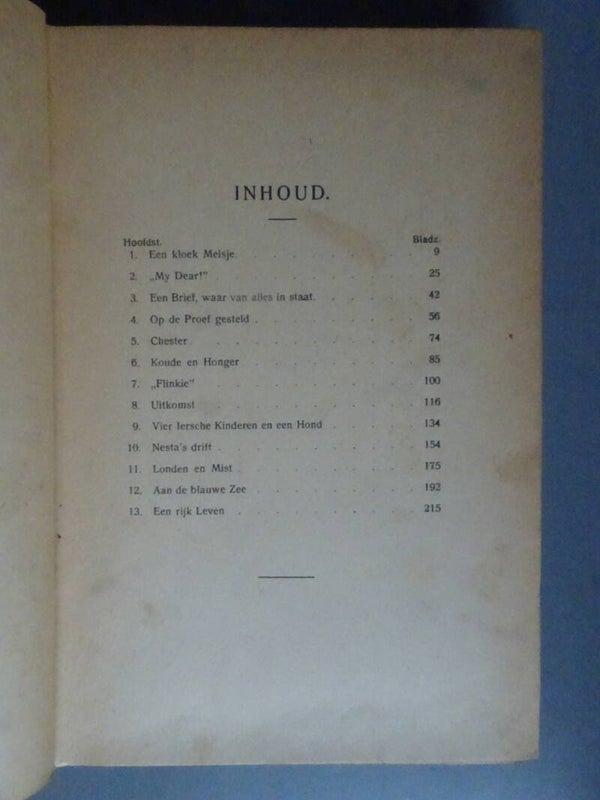 INHOUD.
Hoofdst. Bladz.
1. Een kloek Meisje. . . . . . . . 9
2. „My Dear!" . . . . . . . . 25
3. Een Brief, waar van alles in staat. . . . . . 42
4. Op de Proef gesteld . . . . . . . 56
5. Chester . . . . . . . . . 74
6. Koude en Honger . . . . . . . 85
7. „Flinkie" . . . . . . . . . 100
8. Uitkomst . . . . . . . . . 116
9. Vier Iersche Kinderen en een Hond . . . . . 134
10. Nesta's drift . . . . . . . . 154
11. Londen en Mist . . . . . . . 175
12. Aan de blauwe Zee . . . . . . . 192
13. Een rijk Leven . . . . . . . . 215